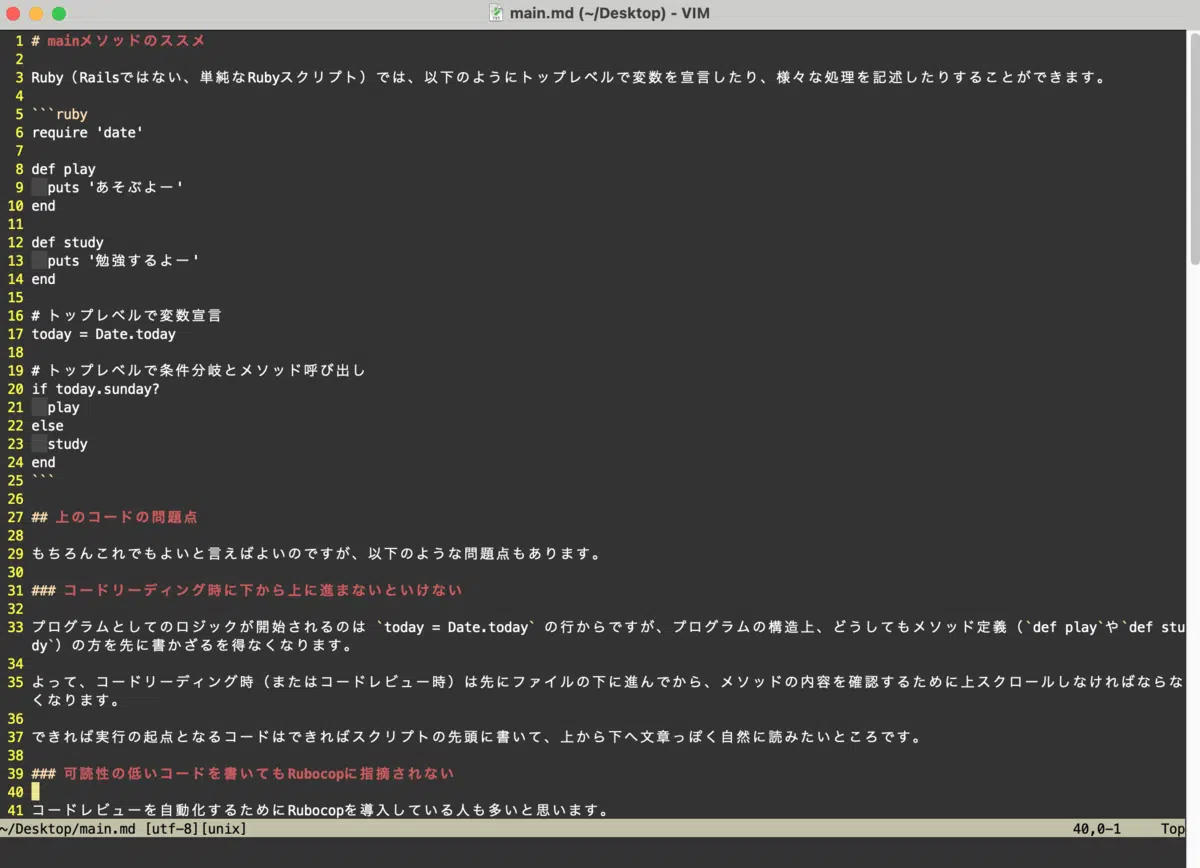 main.md (~/Desktop) - VIM
1 # mainメソッドのススメ
2
3 Ruby（Railsではない、単純なRubyスクリプト）では、以下のようにトップレベルで変数を宣言したり、様々な処理を記述したりすることができます。
4
5 ```ruby
6 require 'date'
7
8 def play
9   puts 'あそぶよー'
10 end
11
12 def study
13   puts '勉強するよー'
14 end
15
16 # トップレベルで変数宣言
17 today = Date.today
18
19 # トップレベルで条件分岐とメソッド呼び出し
20 if today.sunday?
21   play
22 else
23   study
24 end
25 ```
26
27 ## 上のコードの問題点
28
29 もちろんこれでもよいと言えばよいのですが、以下のような問題点もあります。
30
31 ### コードリーディング時に下から上に進まないといけない
32
33 プログラムとしてのロジックが開始されるのは `today = Date.today` の行からですが、プログラムの構造上、どうしてもメソッド定義（`def play`や`def stu
dy`）の方を先に書かざるを得なくなります。
34
35 よって、コードリーディング時（またはコードレビュー時）は先にファイルの下に進んでから、メソッドの内容を確認するために上スクロールしなければならな
くなります。
36
37 できれば実行の起点となるコードはできればスクリプトの先頭に書いて、上から下へ文章っぽく自然に読みたいところです。
38
39 ### 可読性の低いコードを書いてもRubocopに指摘されない
40
41 コードレビューを自動化するためにRubocopを導入している人も多いと思います。
~/Desktop/main.md [utf-8][unix] 40,0-1 Top